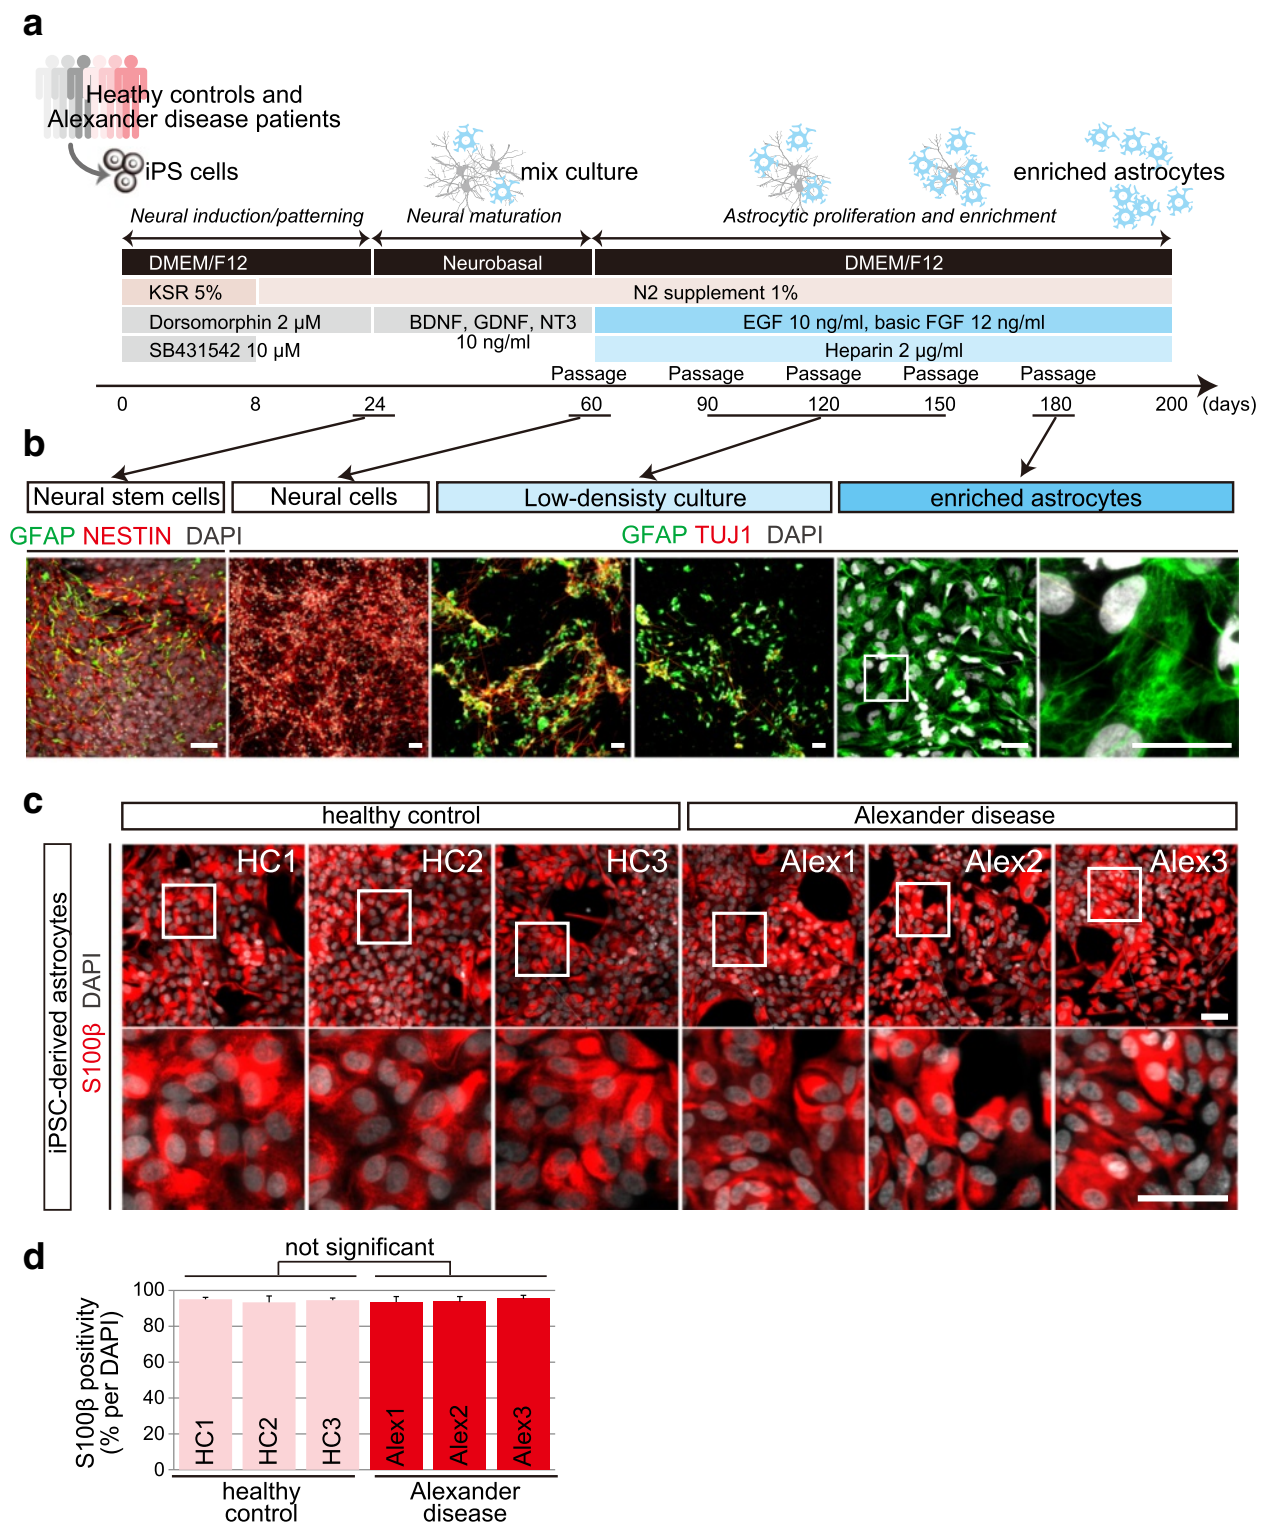 a
Heathy controls and
Alexander disease patients
iPS cells
mix culture
enriched astrocytes
Neural induction/patterning
Neural maturation
Astrocytic proliferation and enrichment
DMEM/F12
Neurobasal
DMEM/F12
KSR 5%
N2 supplement 1%
Dorsomorphin 2 µM
BDNF, GDNF, NT3
10 ng/ml
EGF 10 ng/ml, basic FGF 12 ng/ml
SB431542 10 µM
Heparin 2 µg/ml
Passage Passage Passage Passage Passage
0 8 24 60 90 120 150 180 200 (days)
b
Neural stem cells
Neural cells
Low-densisty culture
enriched astrocytes
GFAP NESTIN DAPI
GFAP TUJ1 DAPI
c
healthy control
Alexander disease
iPSC-derived astrocytes
S100β DAPI
HC1
HC2
HC3
Alex1
Alex2
Alex3
d
not significant
S100β positivity
(% per DAPI)
100
80
60
40
20
0
HC1
HC2
HC3
Alex1
Alex2
Alex3
healthy
control
Alexander
disease